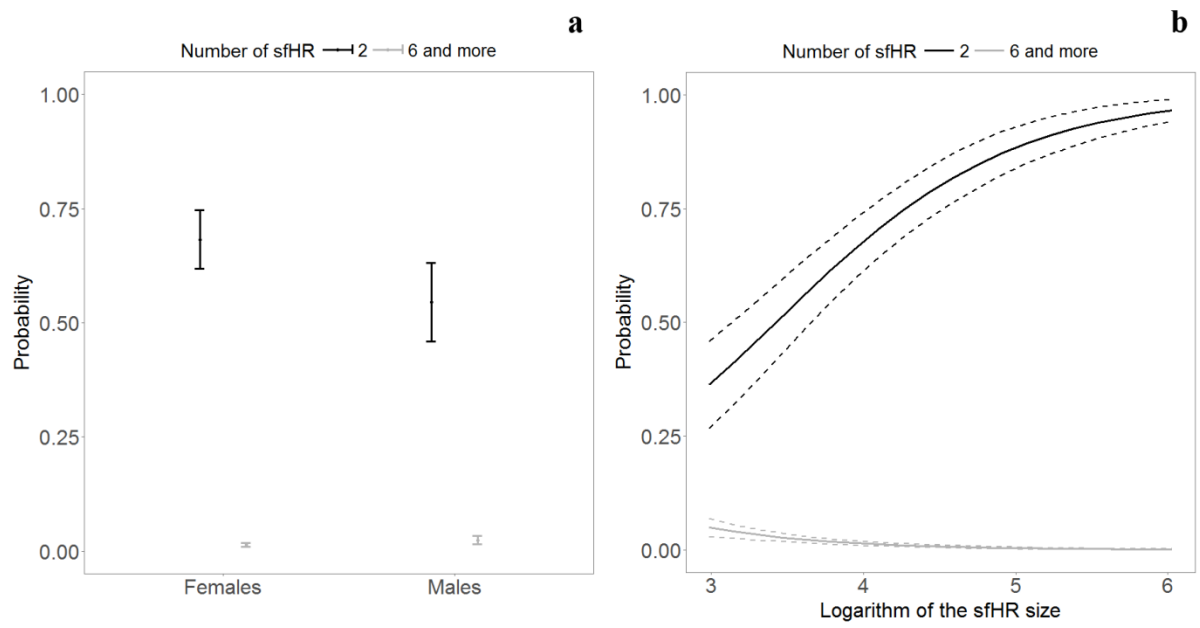 a
Number of sfHR 2 6 and more
1.00
0.75
0.50
0.25
0.00
Probability
Females Males
b
Number of sfHR 2 6 and more
1.00
0.75
0.50
0.25
0.00
Probability
3 4 5 6
Logarithm of the sfHR size